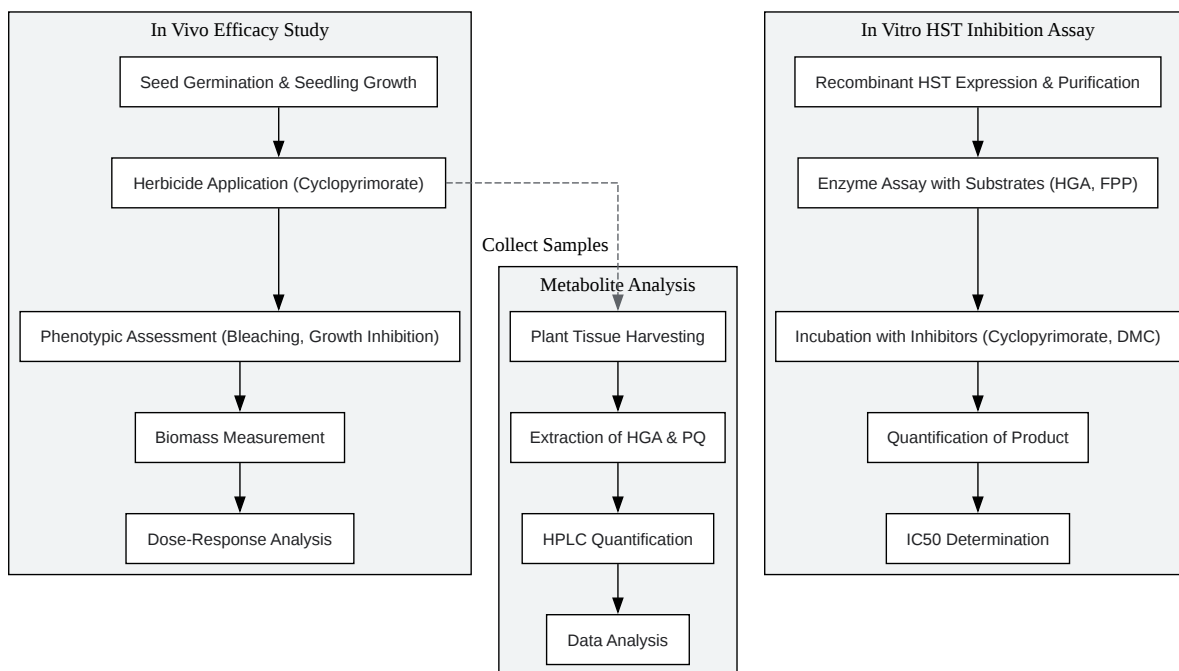 In Vivo Efficacy Study
Seed Germination & Seedling Growth
Herbicide Application (Cyclopyrimorate)
Phenotypic Assessment (Bleaching, Growth Inhibition)
Biomass Measurement
Dose-Response Analysis
Collect Samples
Metabolite Analysis
Plant Tissue Harvesting
Extraction of HGA & PQ
HPLC Quantification
Data Analysis
In Vitro HST Inhibition Assay
Recombinant HST Expression & Purification
Enzyme Assay with Substrates (HGA, FPP)
Incubation with Inhibitors (Cyclopyrimorate, DMC)
Quantification of Product
IC50 Determination